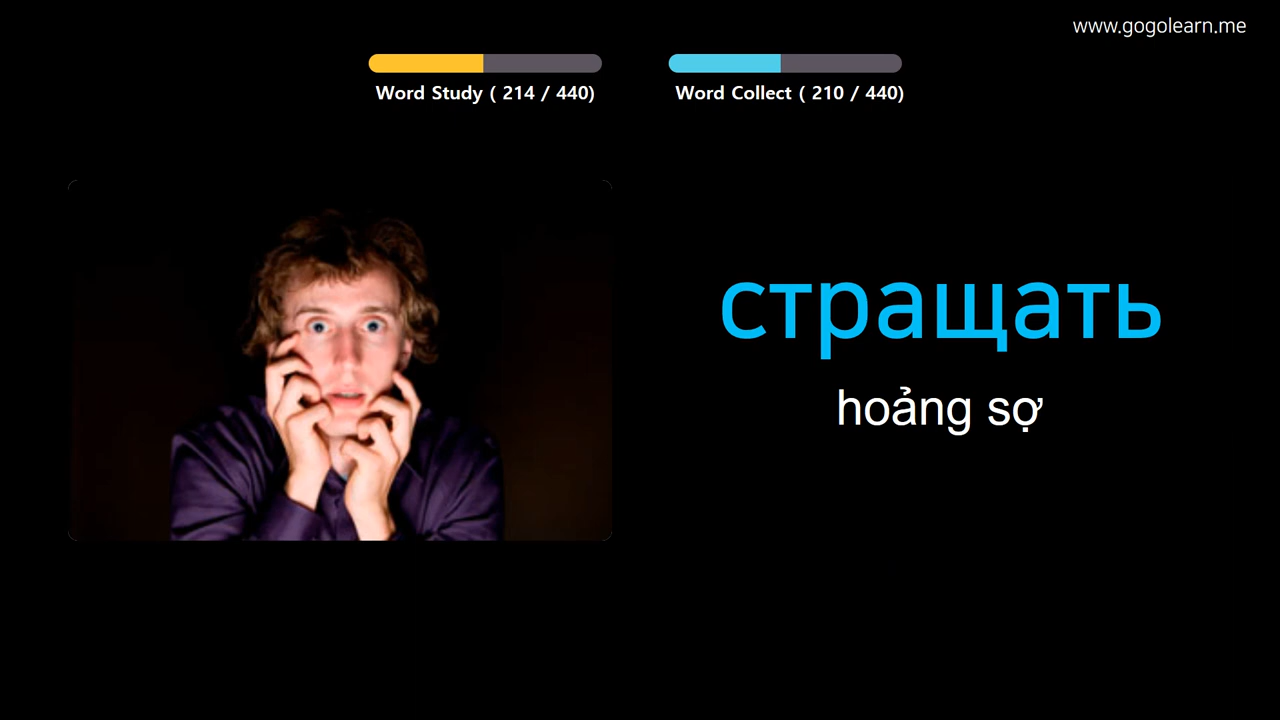 www.gogolearn.me
Word Study ( 214 / 440)
Word Collect ( 210 / 440)
стращать
hoảng sợ